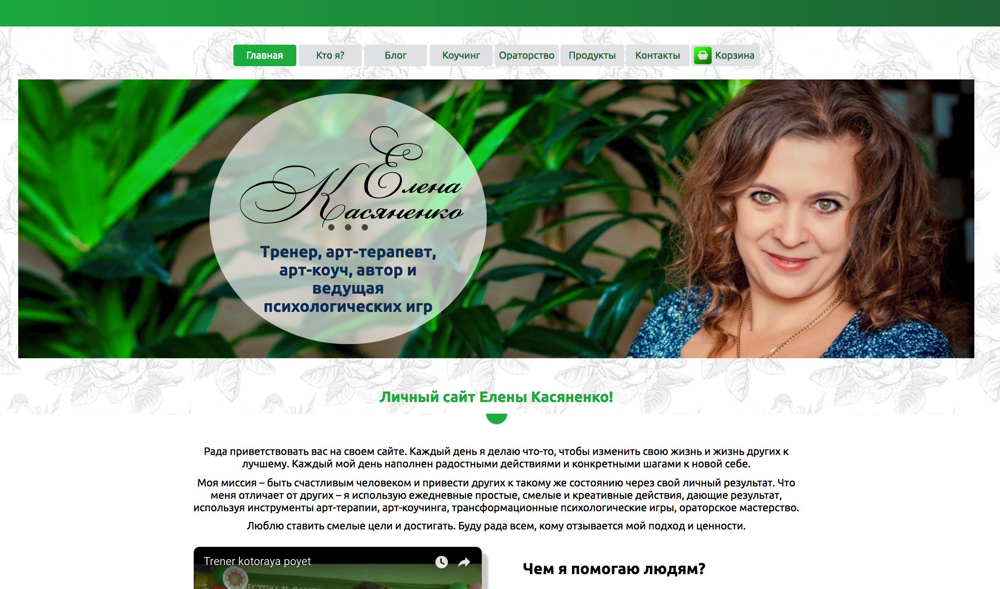 Главная Кто я? Блог Коучинг Ораторство Продукты Контакты Корзина
Елена
Касяненко
Тренер, арт-терапевт,
арт-коуч, автор и
ведущая
психологических игр
Личный сайт Елены Касяненко!
Рада приветствовать вас на своем сайте. Каждый день я делаю что-то, чтобы изменить свою жизнь и жизнь других к
лучшему. Каждый мой день наполнен радостными действиями и конкретными шагами к новой себе.
Моя миссия – быть счастливым человеком и привести других к такому же состоянию через свой личный результат. Что
меня отличает от других – я использую ежедневные простые, смелые и креативные действия, дающие результат,
используя инструменты арт-терапии, арт-коучинга, трансформационные психологические игры, ораторское мастерство.
Люблю ставить смелые цели и достигать. Буду рада всем, кому отзывается мой подход и ценности.
Trener kotoraya poyet
Чем я помогаю людям?